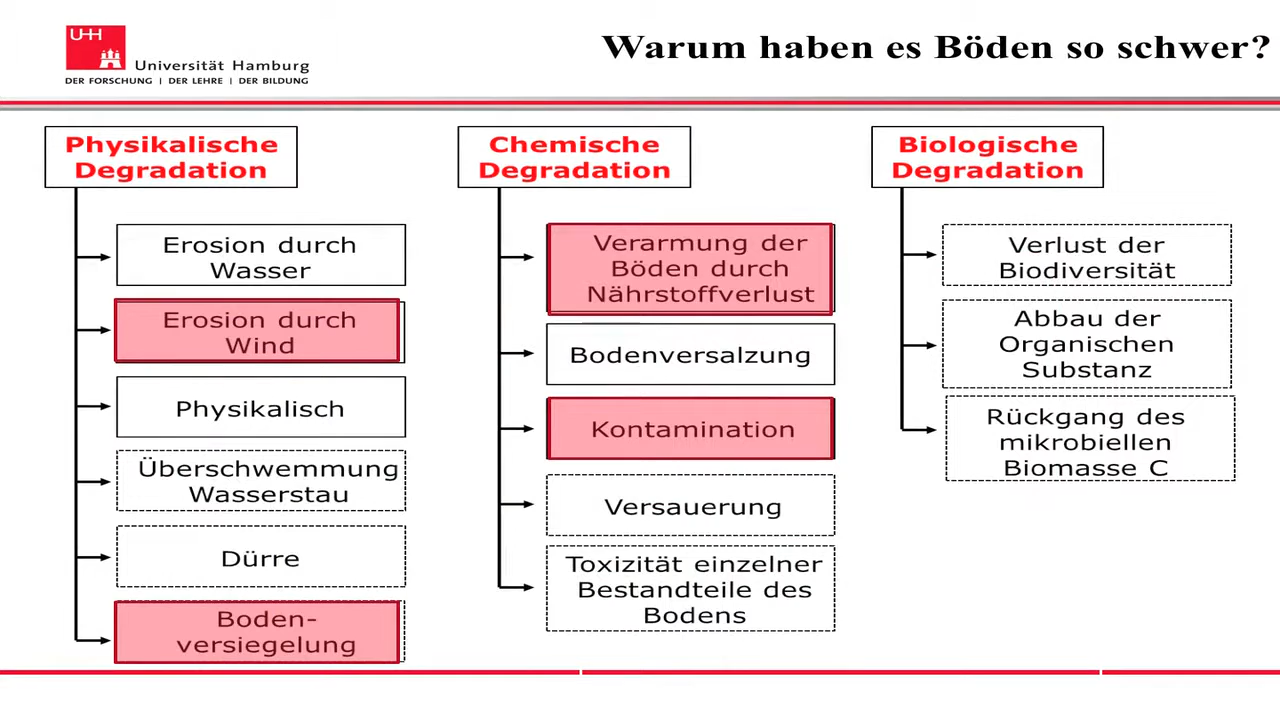 UHH
Universität Hamburg
DER FORSCHUNG | DER LEHRE | DER BILDUNG
Warum haben es Böden so schwer?
Physikalische
Degradation
Erosion durch
Wasser
Erosion durch
Wind
Physikalisch
Überschwemmung
Wasserstau
Dürre
Boden-
versiegelung
Chemische
Degradation
Verarmung der
Böden durch
Nährstoffverlust
Bodenversalzung
Kontamination
Versauerung
Toxizität einzelner
Bestandteile des
Bodens
Biologische
Degradation
Verlust der
Biodiversität
Abbau der
Organischen
Substanz
Rückgang des
mikrobiellen
Biomasse C